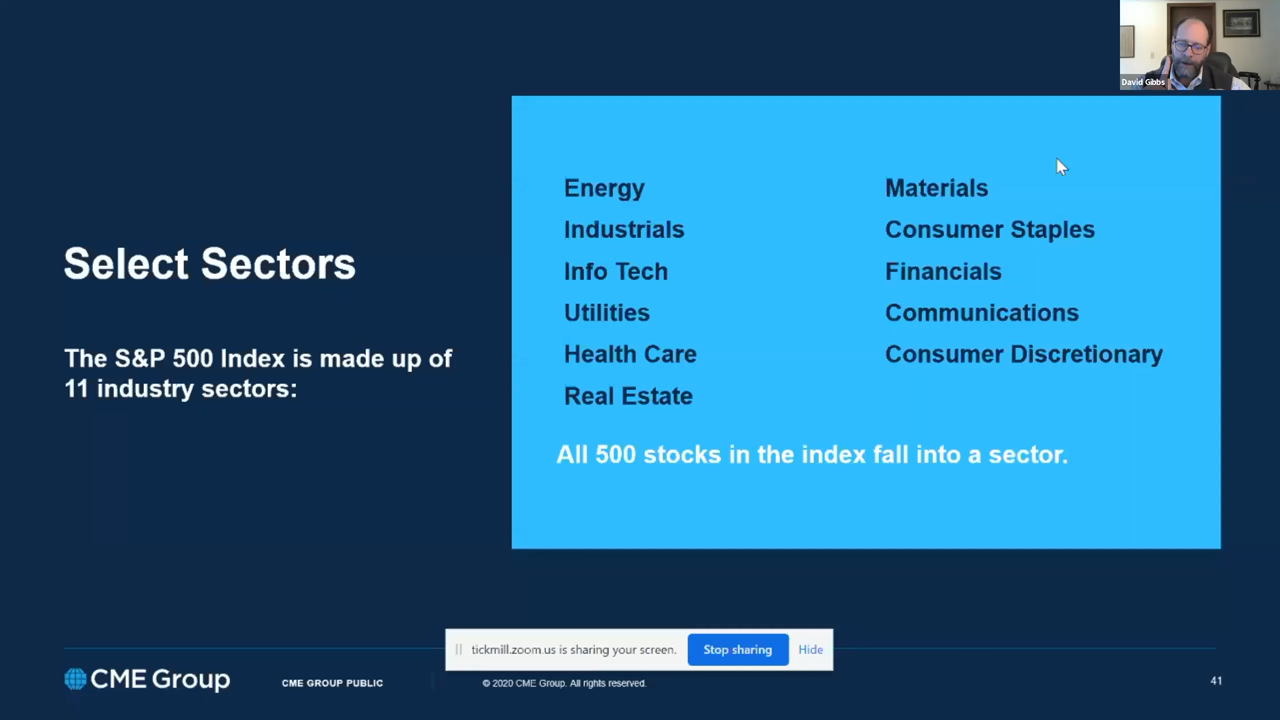 David Gibbs
Select Sectors
The S&P 500 Index is made up of
11 industry sectors:
Energy
Industrials
Info Tech
Utilities
Health Care
Real Estate
Materials
Consumer Staples
Financials
Communications
Consumer Discretionary
All 500 stocks in the index fall into a sector.
tickmill.zoom.us is sharing your screen.
Stop sharing
Hide
CME Group
CME GROUP PUBLIC
© 2020 CME Group. All rights reserved.
41